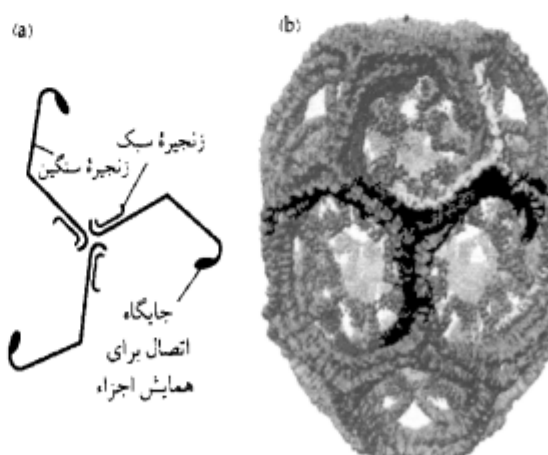 (a)
(b)
زنجیرهٔ سبک
زنجیرهٔ سنگین
جایگاه
اتصال برای
همایش اجزاء